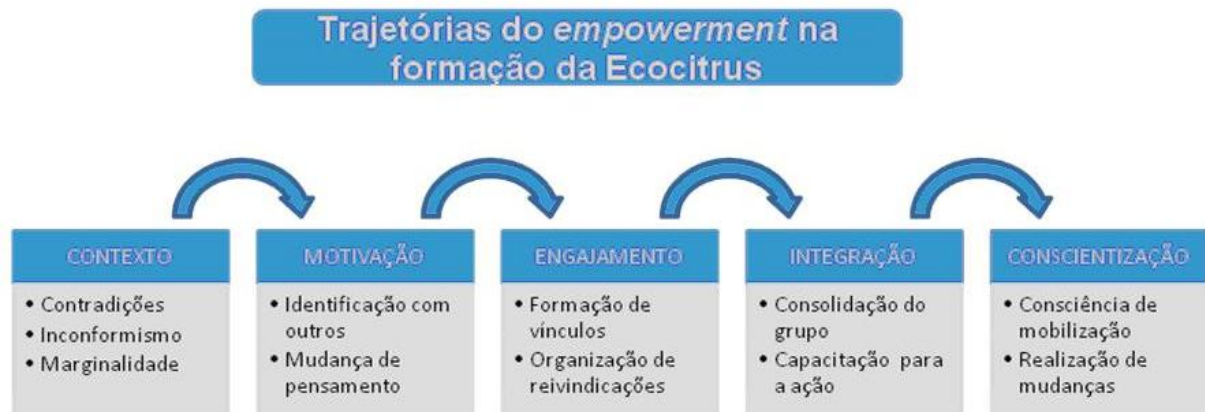 Trajetórias do empowerment na
formação da Ecocitrus
CONTEXTO
• Contradições
• Inconformismo
• Marginalidade
MOTIVAÇÃO
• Identificação com
outros
• Mudança de
pensamento
ENGAJAMENTO
• Formação de
vínculos
• Organização de
reivindicações
INTEGRAÇÃO
• Consolidação do
grupo
• Capacitação para
a ação
CONSCIENTIZAÇÃO
• Consciência de
mobilização
• Realização de
mudanças